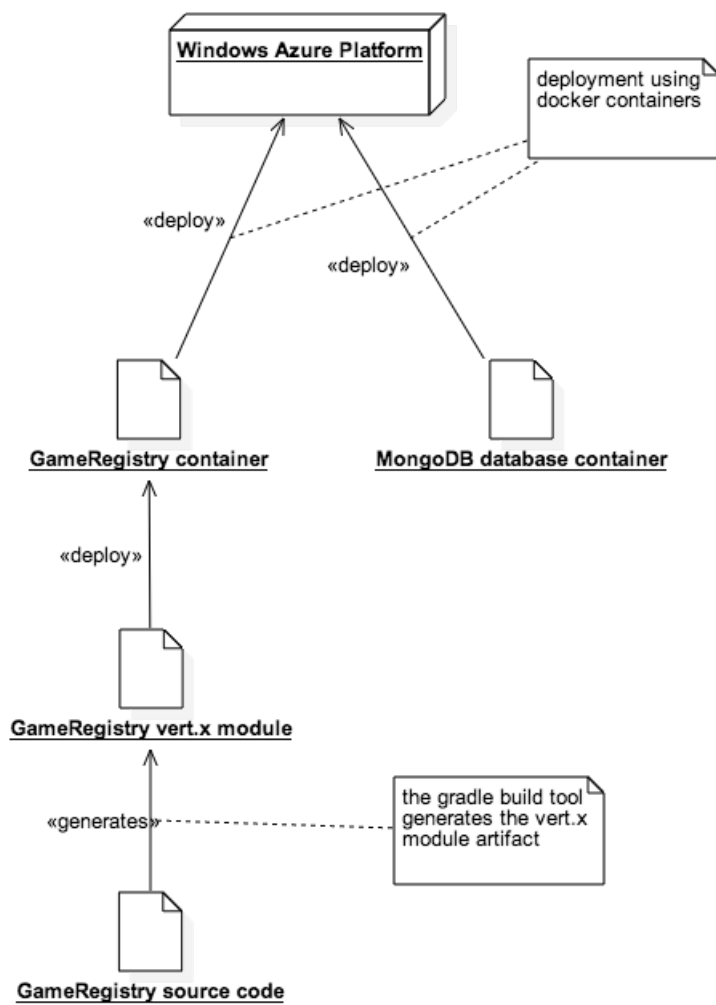 Windows Azure Platform
deployment using
docker containers
«deploy»
«deploy»
GameRegistry container
MongoDB database container
«deploy»
GameRegistry vert.x module
the gradle build tool
generates the vert.x
module artifact
«generates»
GameRegistry source code